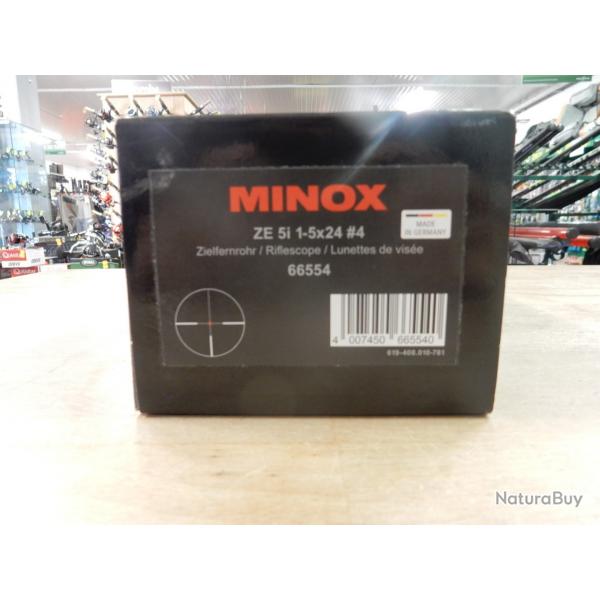 MINOX
ZE 5i 1-5x24 #4
MADE
IN GERMANY
Zielfernrohr / Riflescope / Lunettes de visée
66554
4 007450 665540
619-408.010-781
NaturaBuy